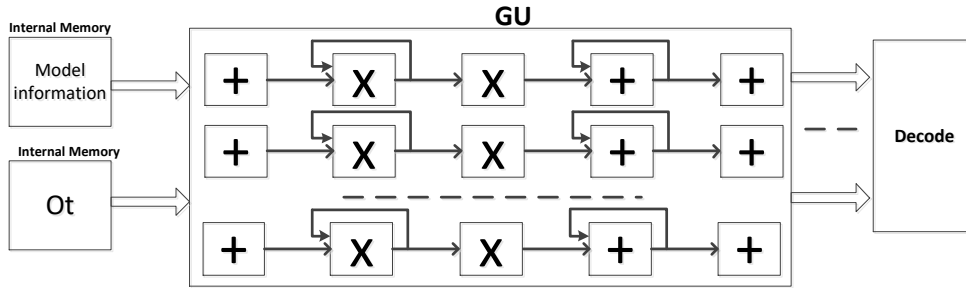 GU
Internal Memory
Model
information
+ X X + +
+ X X + +
Internal Memory
Ot
+ X X + +
Decode